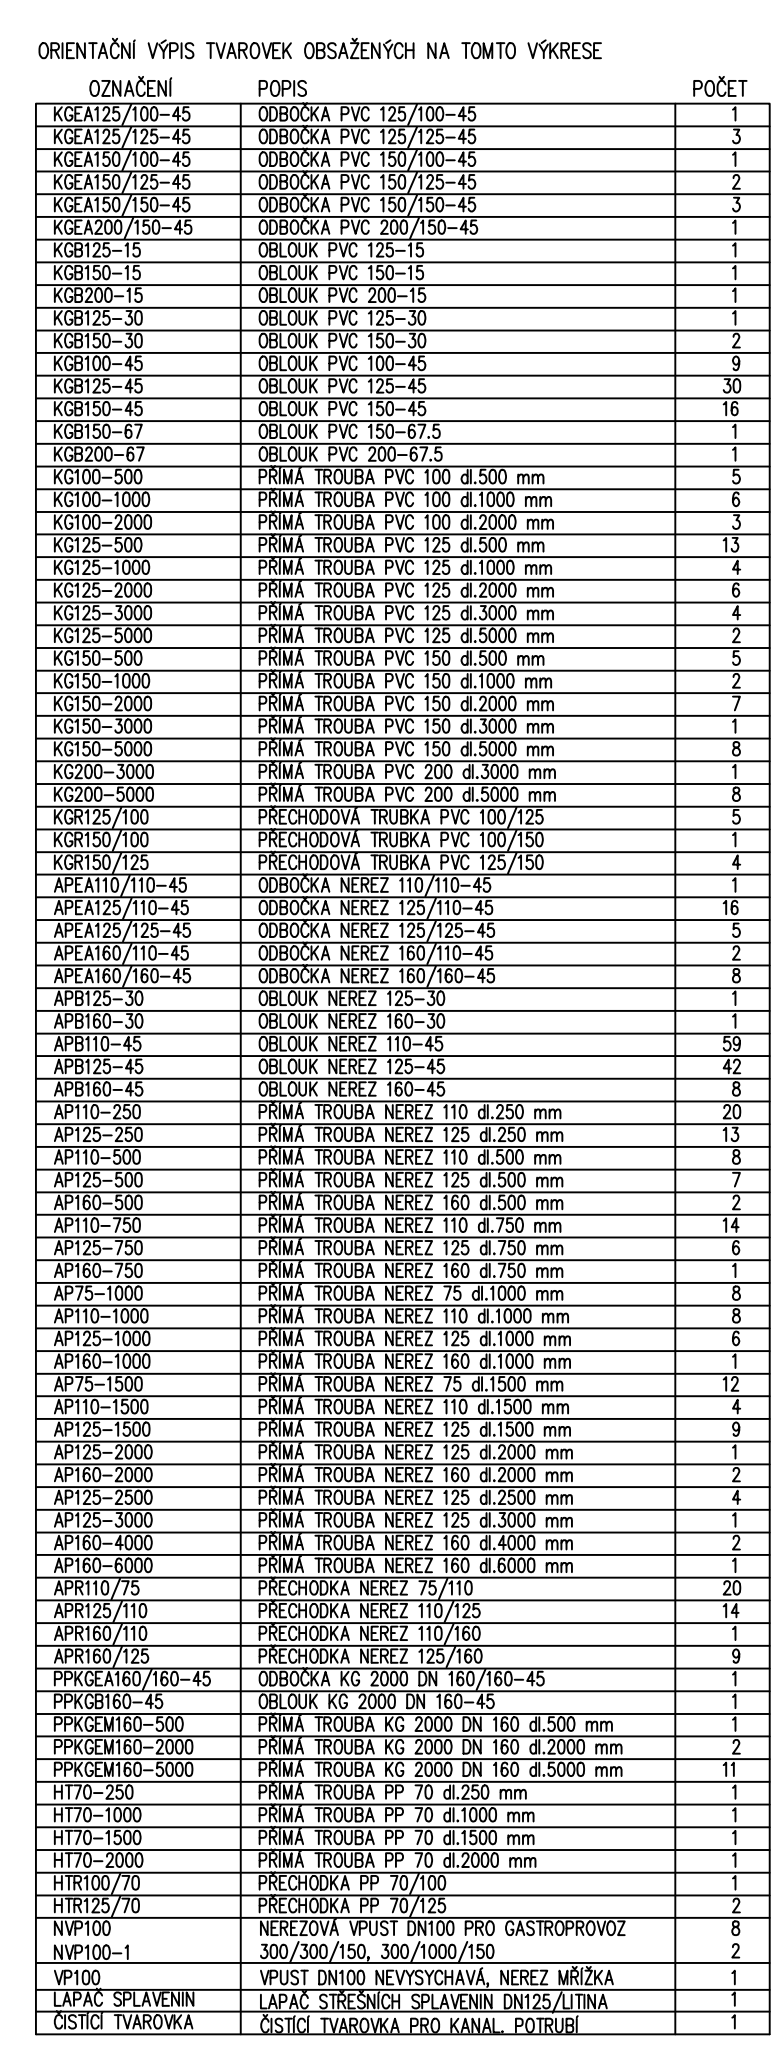 ORIENTAČNÍ VÝPIS TVAROVEK OBSAŽENÝCH NA TOMTO VÝKRESE
OZNAČENÍ POPIS POČET
KGEA125/100-45 ODBOČKA PVC 125/100-45 1
KGEA125/125-45 ODBOČKA PVC 125/125-45 3
KGEA150/100-45 ODBOČKA PVC 150/100-45 1
KGEA150/125-45 ODBOČKA PVC 150/125-45 2
KGEA150/150-45 ODBOČKA PVC 150/150-45 3
KGEA200/150-45 ODBOČKA PVC 200/150-45 1
KGB125-15 OBLOUK PVC 125-15 1
KGB150-15 OBLOUK PVC 150-15 1
KGB200-15 OBLOUK PVC 200-15 1
KGB125-30 OBLOUK PVC 125-30 1
KGB150-30 OBLOUK PVC 150-30 2
KGB100-45 OBLOUK PVC 100-45 9
KGB125-45 OBLOUK PVC 125-45 30
KGB150-45 OBLOUK PVC 150-45 16
KGB150-67 OBLOUK PVC 150-67.5 1
KGB200-67 OBLOUK PVC 200-67.5 1
KG100-500 PŘÍMÁ TROUBA PVC 100 dl.500 mm 5
KG100-1000 PŘÍMÁ TROUBA PVC 100 dl.1000 mm 6
KG100-2000 PŘÍMÁ TROUBA PVC 100 dl.2000 mm 3
KG125-500 PŘÍMÁ TROUBA PVC 125 dl.500 mm 13
KG125-1000 PŘÍMÁ TROUBA PVC 125 dl.1000 mm 4
KG125-2000 PŘÍMÁ TROUBA PVC 125 dl.2000 mm 6
KG125-3000 PŘÍMÁ TROUBA PVC 125 dl.3000 mm 4
KG125-5000 PŘÍMÁ TROUBA PVC 125 dl.5000 mm 2
KG150-500 PŘÍMÁ TROUBA PVC 150 dl.500 mm 5
KG150-1000 PŘÍMÁ TROUBA PVC 150 dl.1000 mm 2
KG150-2000 PŘÍMÁ TROUBA PVC 150 dl.2000 mm 7
KG150-3000 PŘÍMÁ TROUBA PVC 150 dl.3000 mm 1
KG150-5000 PŘÍMÁ TROUBA PVC 150 dl.5000 mm 8
KG200-3000 PŘÍMÁ TROUBA PVC 200 dl.3000 mm 1
KG200-5000 PŘÍMÁ TROUBA PVC 200 dl.5000 mm 8
KGR125/100 PŘECHODOVÁ TRUBKA PVC 100/125 5
KGR150/100 PŘECHODOVÁ TRUBKA PVC 100/150 1
KGR150/125 PŘECHODOVÁ TRUBKA PVC 125/150 4
APEA110/110-45 ODBOČKA NEREZ 110/110-45 1
APEA125/110-45 ODBOČKA NEREZ 125/110-45 16
APEA125/125-45 ODBOČKA NEREZ 125/125-45 5
APEA160/110-45 ODBOČKA NEREZ 160/110-45 2
APEA160/160-45 ODBOČKA NEREZ 160/160-45 8
APB125-30 OBLOUK NEREZ 125-30 1
APB160-30 OBLOUK NEREZ 160-30 1
APB110-45 OBLOUK NEREZ 110-45 59
APB125-45 OBLOUK NEREZ 125-45 42
APB160-45 OBLOUK NEREZ 160-45 8
AP110-250 PŘÍMÁ TROUBA NEREZ 110 dl.250 mm 20
AP125-250 PŘÍMÁ TROUBA NEREZ 125 dl.250 mm 13
AP110-500 PŘÍMÁ TROUBA NEREZ 110 dl.500 mm 8
AP125-500 PŘÍMÁ TROUBA NEREZ 125 dl.500 mm 7
AP160-500 PŘÍMÁ TROUBA NEREZ 160 dl.500 mm 2
AP110-750 PŘÍMÁ TROUBA NEREZ 110 dl.750 mm 14
AP125-750 PŘÍMÁ TROUBA NEREZ 125 dl.750 mm 6
AP160-750 PŘÍMÁ TROUBA NEREZ 160 dl.750 mm 1
AP75-1000 PŘÍMÁ TROUBA NEREZ 75 dl.1000 mm 8
AP110-1000 PŘÍMÁ TROUBA NEREZ 110 dl.1000 mm 8
AP125-1000 PŘÍMÁ TROUBA NEREZ 125 dl.1000 mm 6
AP160-1000 PŘÍMÁ TROUBA NEREZ 160 dl.1000 mm 1
AP75-1500 PŘÍMÁ TROUBA NEREZ 75 dl.1500 mm 12
AP110-1500 PŘÍMÁ TROUBA NEREZ 110 dl.1500 mm 4
AP125-1500 PŘÍMÁ TROUBA NEREZ 125 dl.1500 mm 9
AP125-2000 PŘÍMÁ TROUBA NEREZ 125 dl.2000 mm 1
AP160-2000 PŘÍMÁ TROUBA NEREZ 160 dl.2000 mm 2
AP125-2500 PŘÍMÁ TROUBA NEREZ 125 dl.2500 mm 4
AP125-3000 PŘÍMÁ TROUBA NEREZ 125 dl.3000 mm 1
AP160-4000 PŘÍMÁ TROUBA NEREZ 160 dl.4000 mm 2
AP160-6000 PŘÍMÁ TROUBA NEREZ 160 dl.6000 mm 1
APR110/75 PŘECHODKA NEREZ 75/110 20
APR125/110 PŘECHODKA NEREZ 110/125 14
APR160/110 PŘECHODKA NEREZ 110/160 1
APR160/125 PŘECHODKA NEREZ 125/160 9
PPKGEA160/160-45 ODBOČKA KG 2000 DN 160/160-45 1
PPKGB160-45 OBLOUK KG 2000 DN 160-45 1
PPKGEM160-500 PŘÍMÁ TROUBA KG 2000 DN 160 dl.500 mm 1
PPKGEM160-2000 PŘÍMÁ TROUBA KG 2000 DN 160 dl.2000 mm 2
PPKGEM160-5000 PŘÍMÁ TROUBA KG 2000 DN 160 dl.5000 mm 11
HT70-250 PŘÍMÁ TROUBA PP 70 dl.250 mm 1
HT70-1000 PŘÍMÁ TROUBA PP 70 dl.1000 mm 1
HT70-1500 PŘÍMÁ TROUBA PP 70 dl.1500 mm 1
HT70-2000 PŘÍMÁ TROUBA PP 70 dl.2000 mm 1
HTR100/70 PŘECHODKA PP 70/100 1
HTR125/70 PŘECHODKA PP 70/125 2
NVP100 NEREZOVÁ VPUST DN100 PRO GASTROPROVOZ 8
NVP100-1 300/300/150, 300/1000/150 2
VP100 VPUST DN100 NEVYSYCHAVÁ, NEREZ MŘÍŽKA 1
LAPAČ SPLAVENIN LAPAČ STŘEŠNÍCH SPLAVENIN DN125/LITINA 1
ČISTÍCÍ TVAROVKA ČISTÍCÍ TVAROVKA PRO KANAL. POTRUBÍ 1